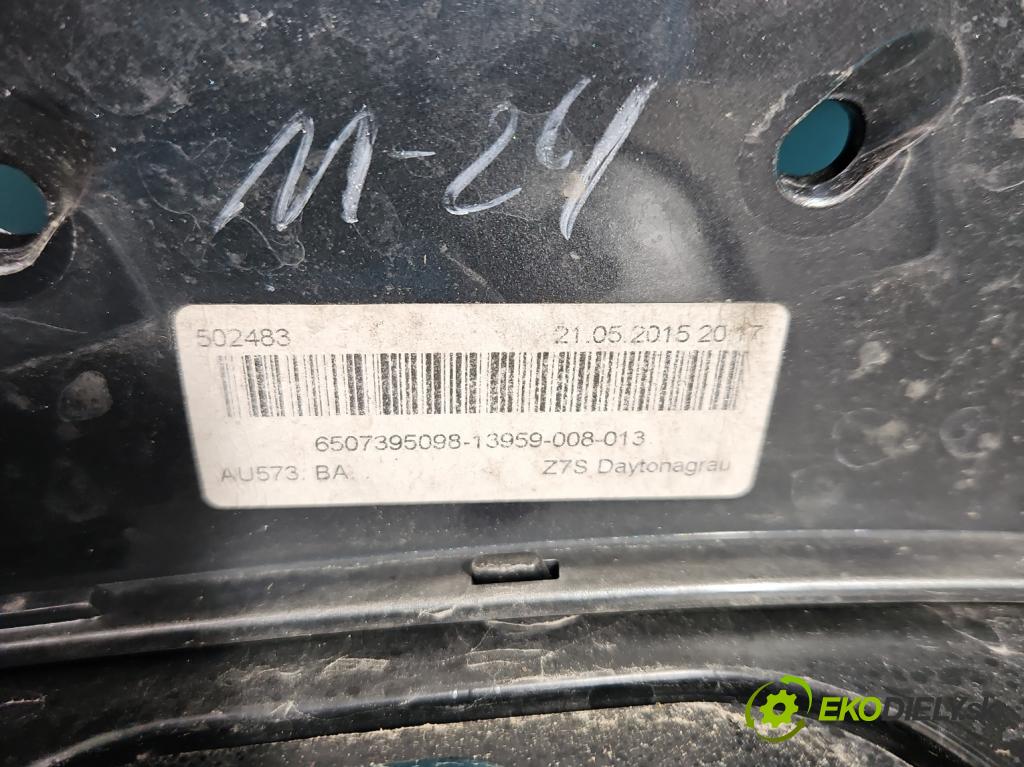 M-24
502483 21.05.2015 20:17
6507395098-13959-008-013
AU573. BA. Z7S Daytonagrau
EKODIELY.sk